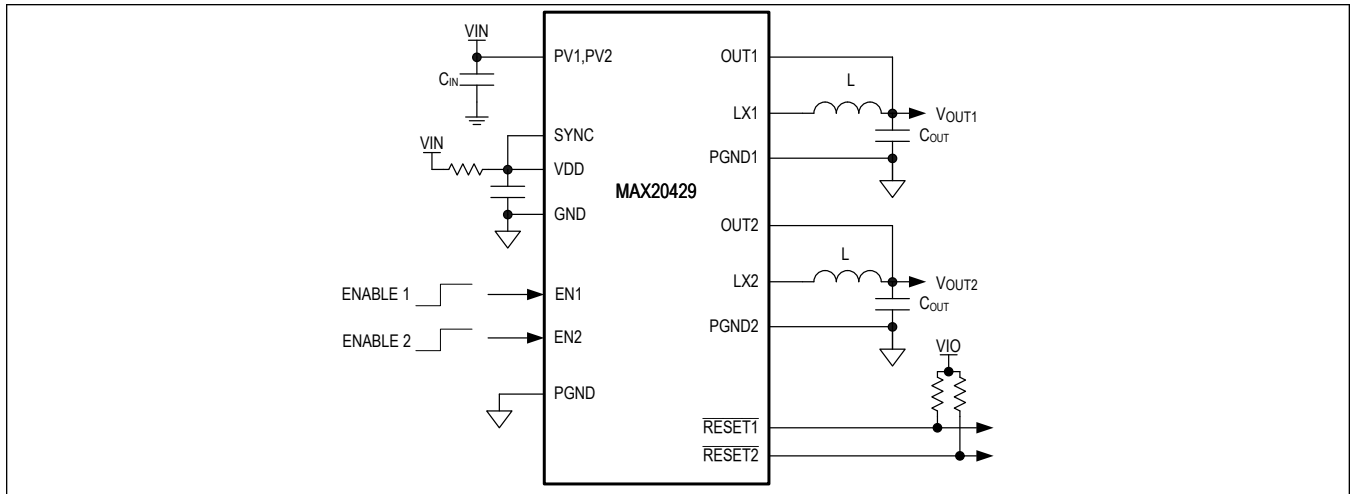 VIN
PV1,PV2
CIN
SYNC
VIN
VDD
GND
ENABLE 1
EN1
ENABLE 2
EN2
PGND
MAX20429
OUT1
L
LX1
VOUT1
COUT
PGND1
OUT2
L
LX2
VOUT2
COUT
PGND2
VIO
RESET1
RESET2